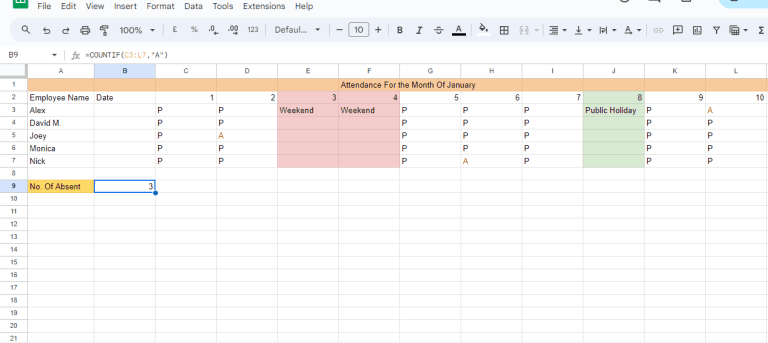 File Edit View Insert Format Data Tools Extensions Help
100% £ % .0 .00 123 Defaul... − 10 + B I A
B9 fx =COUNTIF(C3:L7,"A")
A B C D E F G H I J K L
1 Attendance For the Month Of January
2 Employee Name Date 1 2 3 4 5 6 7 8 9 10
3 Alex P P Weekend Weekend P P P Public Holiday P A
4 David M. P P P P P P P
5 Joey P A P P P P P
6 Monica P P P P P P P
7 Nick P P P A P P P
8
9 No. Of Absent 3
10
11
12
13
14
15
16
17
18
19
20
21